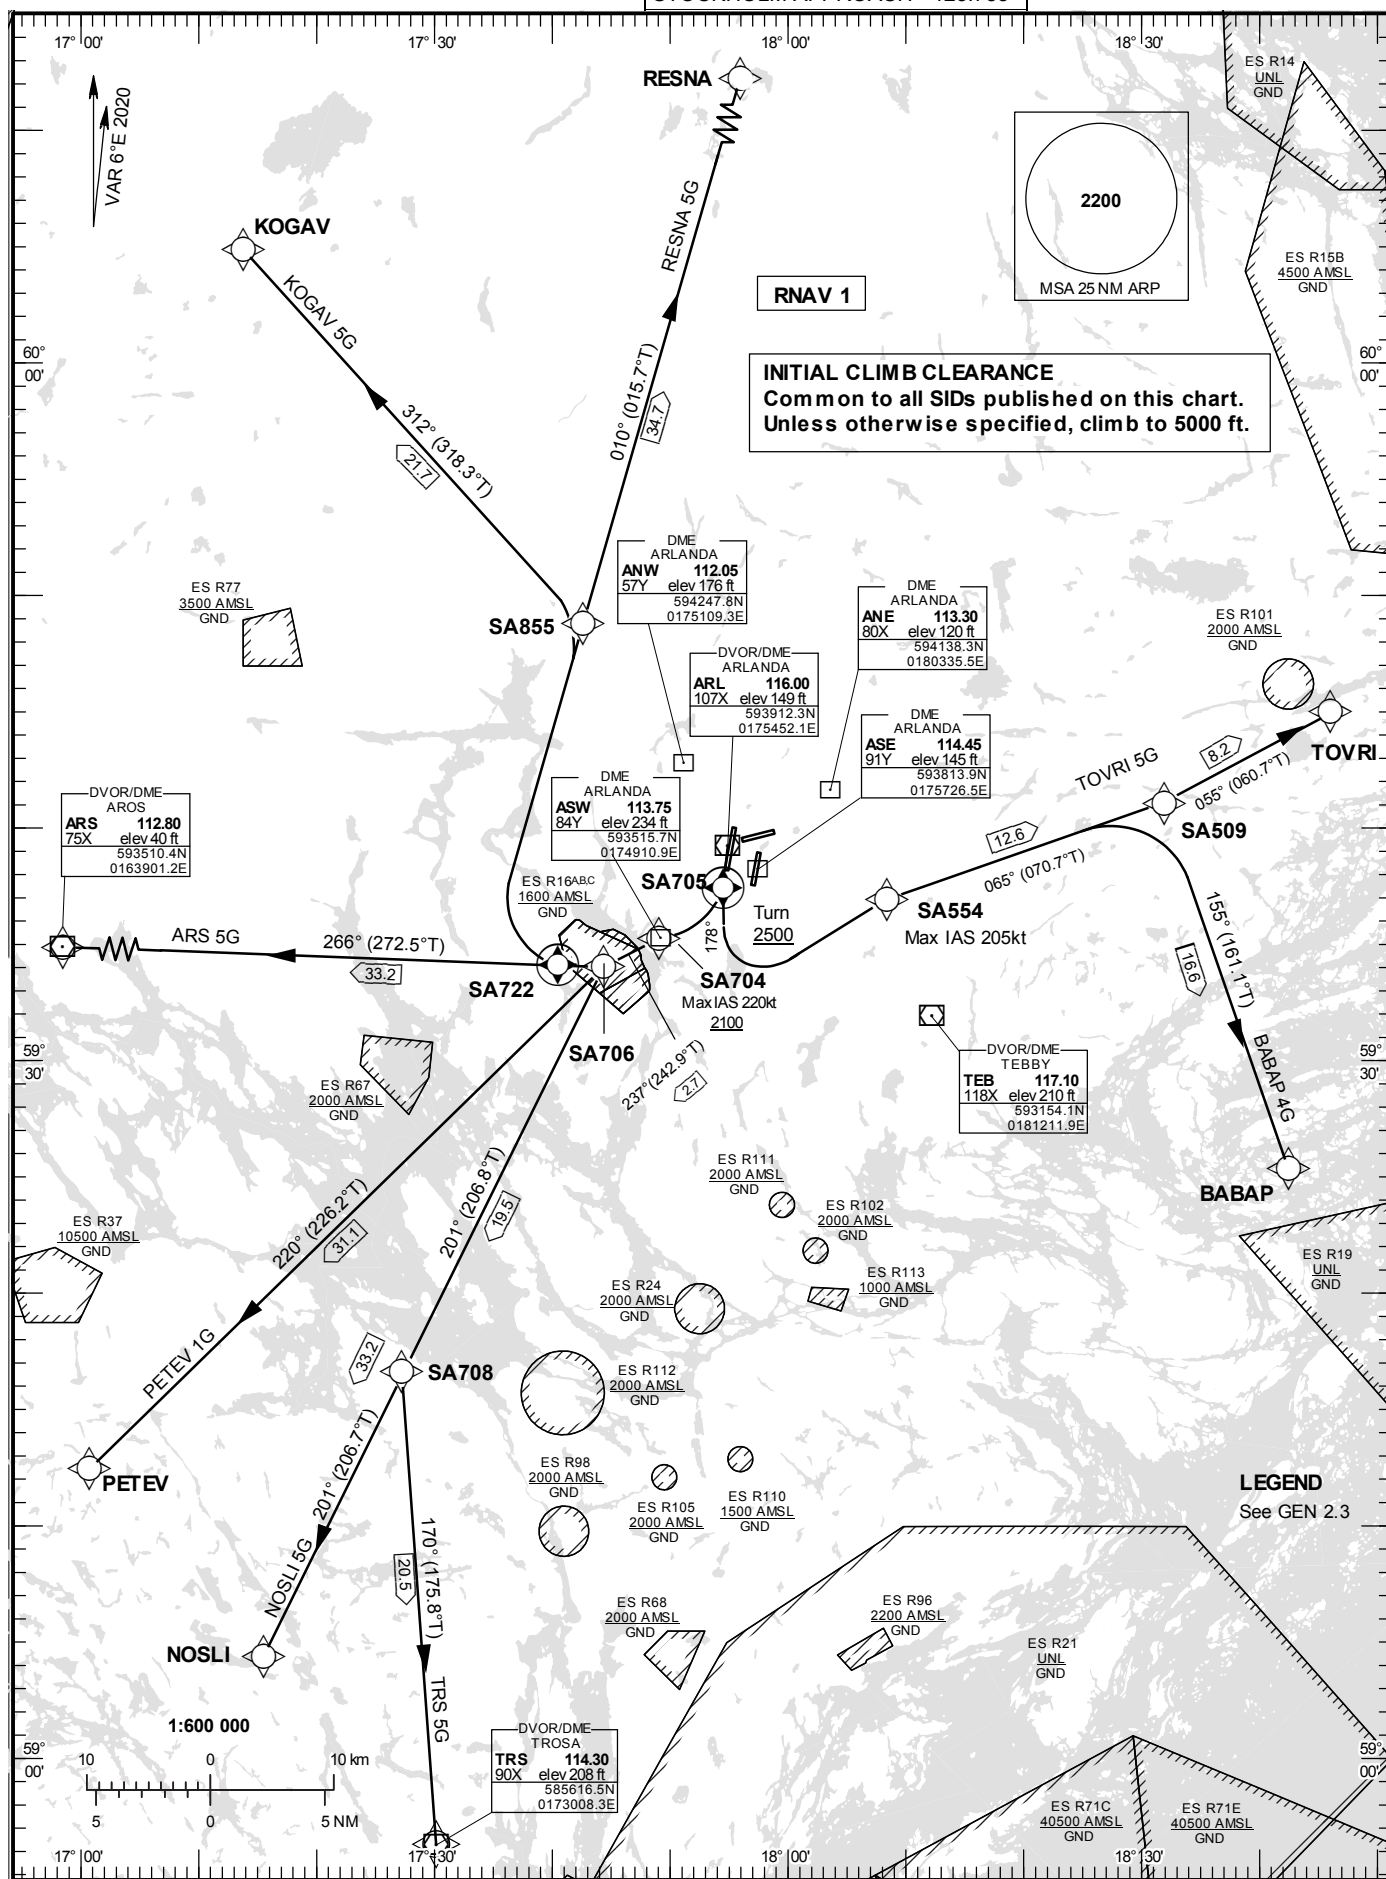 17° 00'
17° 30'
18° 00'
18° 30'
RESNA
ES R14
UNL
GND
VAR 6°E 2020
2200
MSA 25 NM ARP
RESNA 5G
KOGAV
KOGAV 5G
ES R15B
4500 AMSL
GND
RNAV 1
60°
00'
60°
00'
INITIAL CLIMB CLEARANCE
Common to all SIDs published on this chart.
Unless otherwise specified, climb to 5000 ft.
010° (015.7°T)
34.7
312° (318.3°T)
21.7
DME
ARLANDA
ANW 112.05
57Y elev 176 ft
594247.8N
0175109.3E
ES R77
3500 AMSL
GND
SA855
DME
ARLANDA
ANE 113.30
80X elev 120 ft
594138.3N
0180335.5E
ES R101
2000 AMSL
GND
DVOR/DME
ARLANDA
ARL 116.00
107X elev 149 ft
593912.3N
0175452.1E
DME
ARLANDA
ASE 114.45
91Y elev 145 ft
593813.9N
0175726.5E
TOVRI
TOVRI 5G
8.2
055° (060.7°T)
DME
ARLANDA
ASW 113.75
84Y elev 234 ft
593515.7N
0174910.9E
DVOR/DME
AROS
ARS 112.80
75X elev 40 ft
593510.4N
0163901.2E
SA509
12.6
065° (070.7°T)
ES R16ABC
1600 AMSL
GND
SA705
Turn
2500
178°
SA554
Max IAS 205kt
155° (161.1°T)
16.6
ARS 5G
266° (272.5°T)
33.2
SA722
SA704
Max IAS 220kt
2100
SA706
237° (242.9°T)
2.7
BABAP 4G
59°
30'
59°
30'
DVOR/DME
TEBBY
TEB 117.10
118X elev 210 ft
593154.1N
0181211.9E
ES R67
2000 AMSL
GND
201° (206.8°T)
19.5
ES R111
2000 AMSL
GND
BABAP
220° (226.2°T)
31.1
ES R37
10500 AMSL
GND
ES R102
2000 AMSL
GND
ES R19
UNL
GND
ES R24
2000 AMSL
GND
ES R113
1000 AMSL
GND
PETEV 1G
33.2
SA708
ES R112
2000 AMSL
GND
PETEV
201° (206.7°T)
ES R98
2000 AMSL
GND
ES R105
2000 AMSL
GND
ES R110
1500 AMSL
GND
LEGEND
See GEN 2.3
170° (175.8°T)
20.5
NOSLI 5G
ES R68
2000 AMSL
GND
ES R96
2200 AMSL
GND
ES R21
UNL
GND
NOSLI
TRS 5G
1:600 000
10 0 10 km
5 0 5 NM
DVOR/DME
TROSA
TRS 114.30
90X elev 208 ft
585616.5N
0173008.3E
59°
00'
59°
00'
ES R71C
40500 AMSL
GND
ES R71E
40500 AMSL
GND
17° 00'
17° 30'
18° 00'
18° 30'